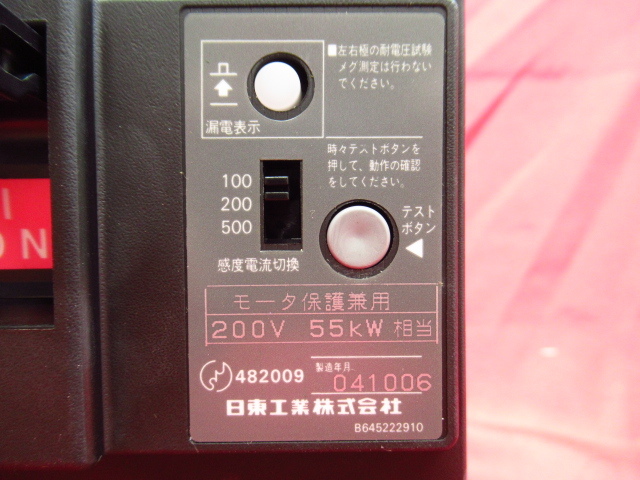 ■左右極の耐電圧試験
メグ測定は行わない
でください。
漏電表示
時々テストボタンを
押して、動作の確認
をしてください。
100
200
500
テスト
ボタン
感度電流切換
I
ON
モータ保護兼用
200V 55kW 相当
482009
製造年月
041006
日東工業株式会社
B645222910